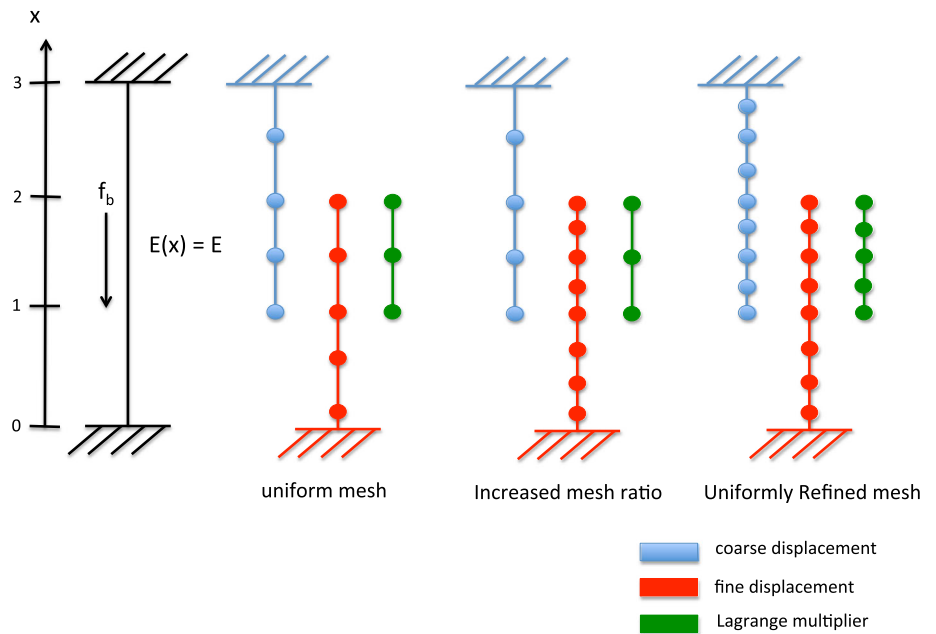 x
3
2
1
0
f_b
E(x) = E
uniform mesh
Increased mesh ratio
Uniformly Refined mesh
coarse displacement
fine displacement
Lagrange multiplier